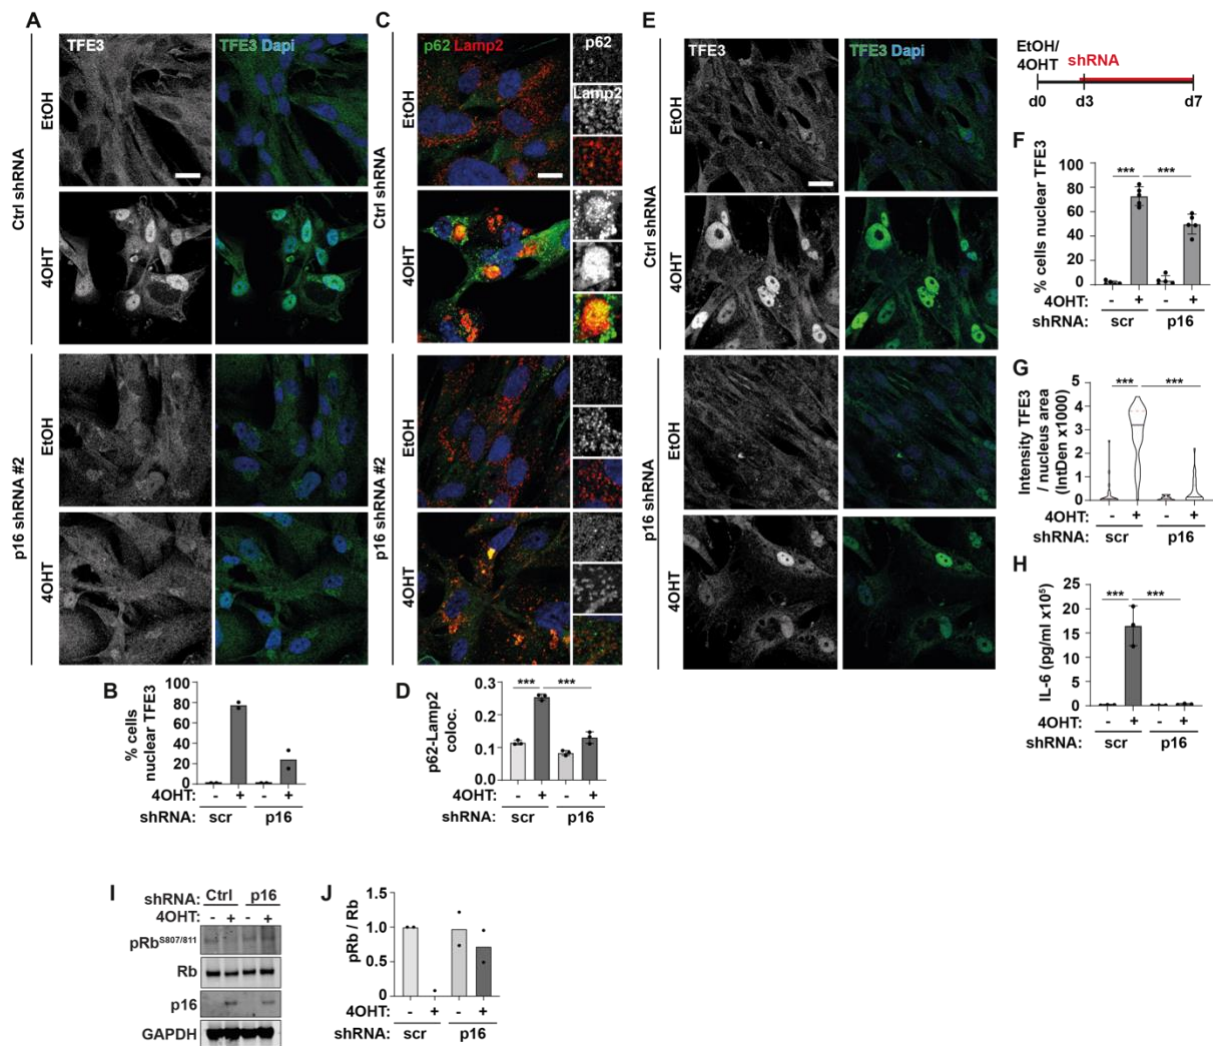 A
TFE3
TFE3 Dapi
Ctrl shRNA
EtOH
4OHT
p16 shRNA #2
EtOH
4OHT
C
p62 Lamp2
p62
Lamp2
Ctrl shRNA
EtOH
4OHT
p16 shRNA #2
EtOH
4OHT
E
TFE3
TFE3 Dapi
Ctrl shRNA
EtOH
4OHT
p16 shRNA
EtOH
4OHT
EtOH/
4OHT
shRNA
d0 d3 d7
F
% cells nuclear TFE3
100
80
60
40
20
0
*** ***
4OHT: - + - +
shRNA: scr p16
G
Intensity TFE3
/ nucleus area
(IntDen x1000)
5
4
3
2
1
0
*** ***
4OHT: - + - +
shRNA: scr p16
H
IL-6 (pg/ml x10⁵)
25
20
15
10
5
0
*** ***
4OHT: - + - +
shRNA: scr p16
B
% cells
nuclear TFE3
100
80
60
40
20
0
4OHT: - + - +
shRNA: scr p16
D
p62-Lamp2
coloc.
0.3
0.2
0.1
0.0
*** ***
4OHT: - + - +
shRNA: scr p16
I
shRNA: Ctrl p16
4OHT: - + - +
pRbS807/811
Rb
p16
GAPDH
J
pRb / Rb
1.5
1.0
0.5
0
4OHT: - + - +
shRNA: scr p16